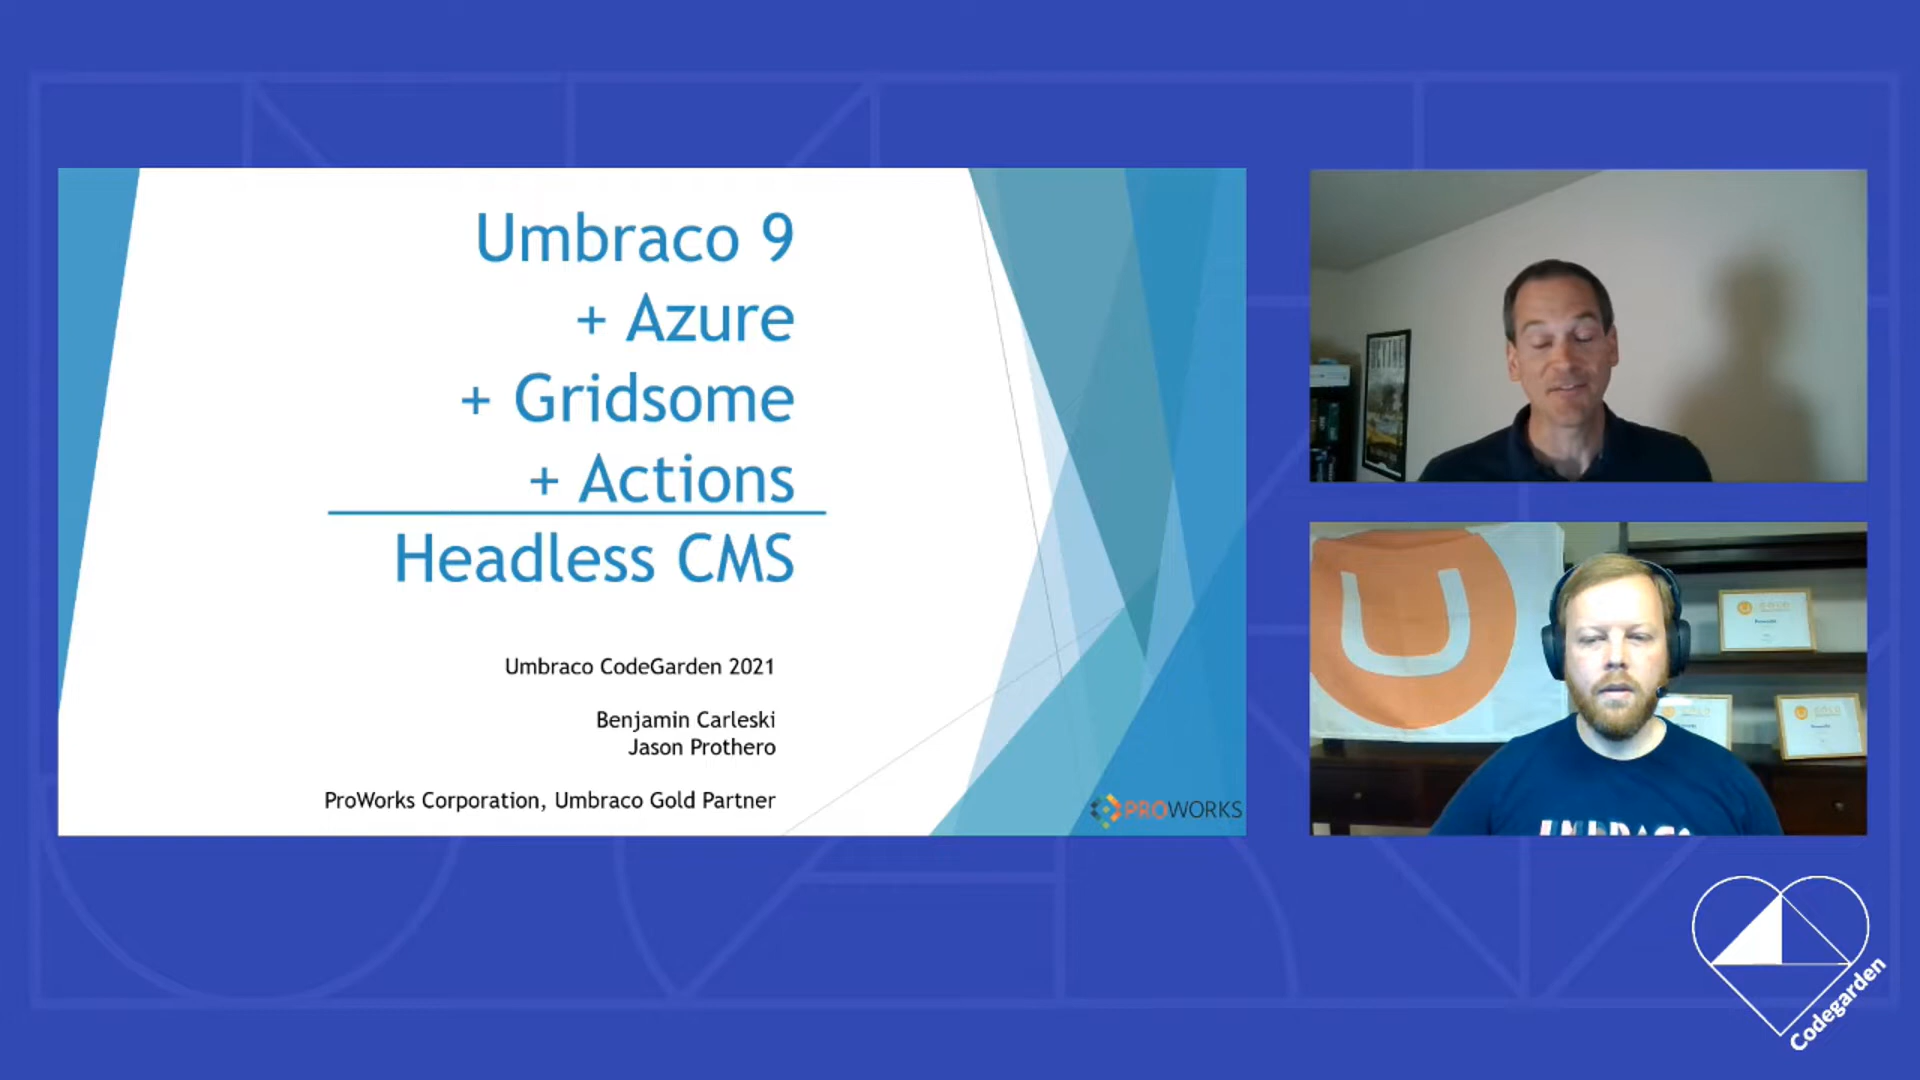 Umbraco 9
+ Azure
+ Gridsome
+ Actions
Headless CMS
Umbraco CodeGarden 2021
Benjamin Carleski
Jason Prothero
ProWorks Corporation, Umbraco Gold Partner
PROWORKS
UMBRACO
Codegarden